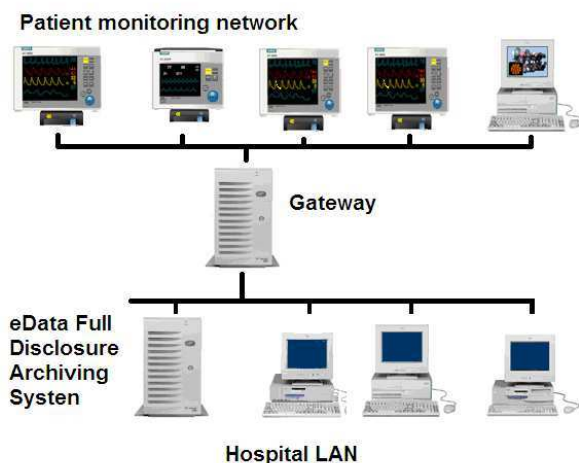 Patient monitoring network
Gateway
eData Full
Disclosure
Archiving
Systen
Hospital LAN